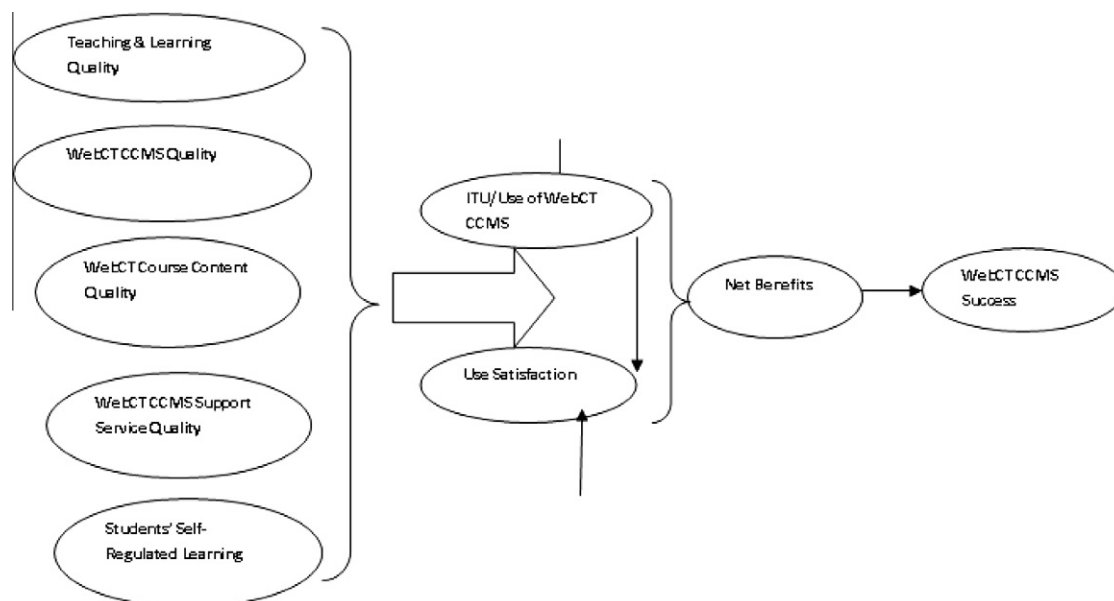 Teaching & Learning
Quality
WebCT CCMS Quality
WebCT Course Content
Quality
WebCT CCMS Support
Service Quality
Students' Self-
Regulated Learning
ITU/Use of WebCT
CCMS
Use Satisfaction
Net Benefits
WebCT CCMS
Success